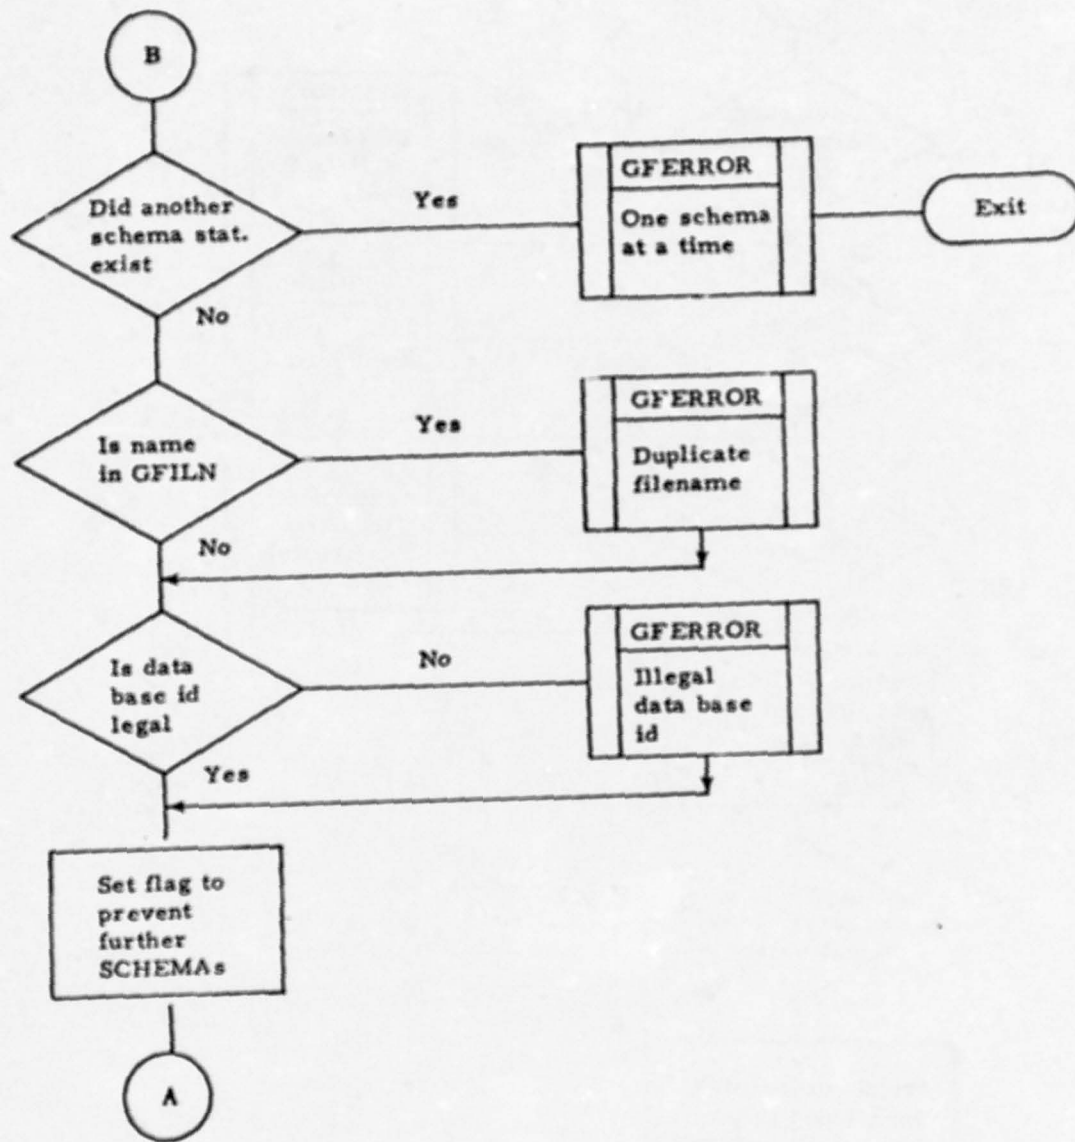 B
Did another
schema stat.
exist
Yes
GFERROR
One schema
at a time
Exit
No
Is name
in GFILN
Yes
GFERROR
Duplicate
filename
No
Is data
base id
legal
No
GFERROR
Illegal
data base
id
Yes
Set flag to
prevent
further
SCHEMAs
A